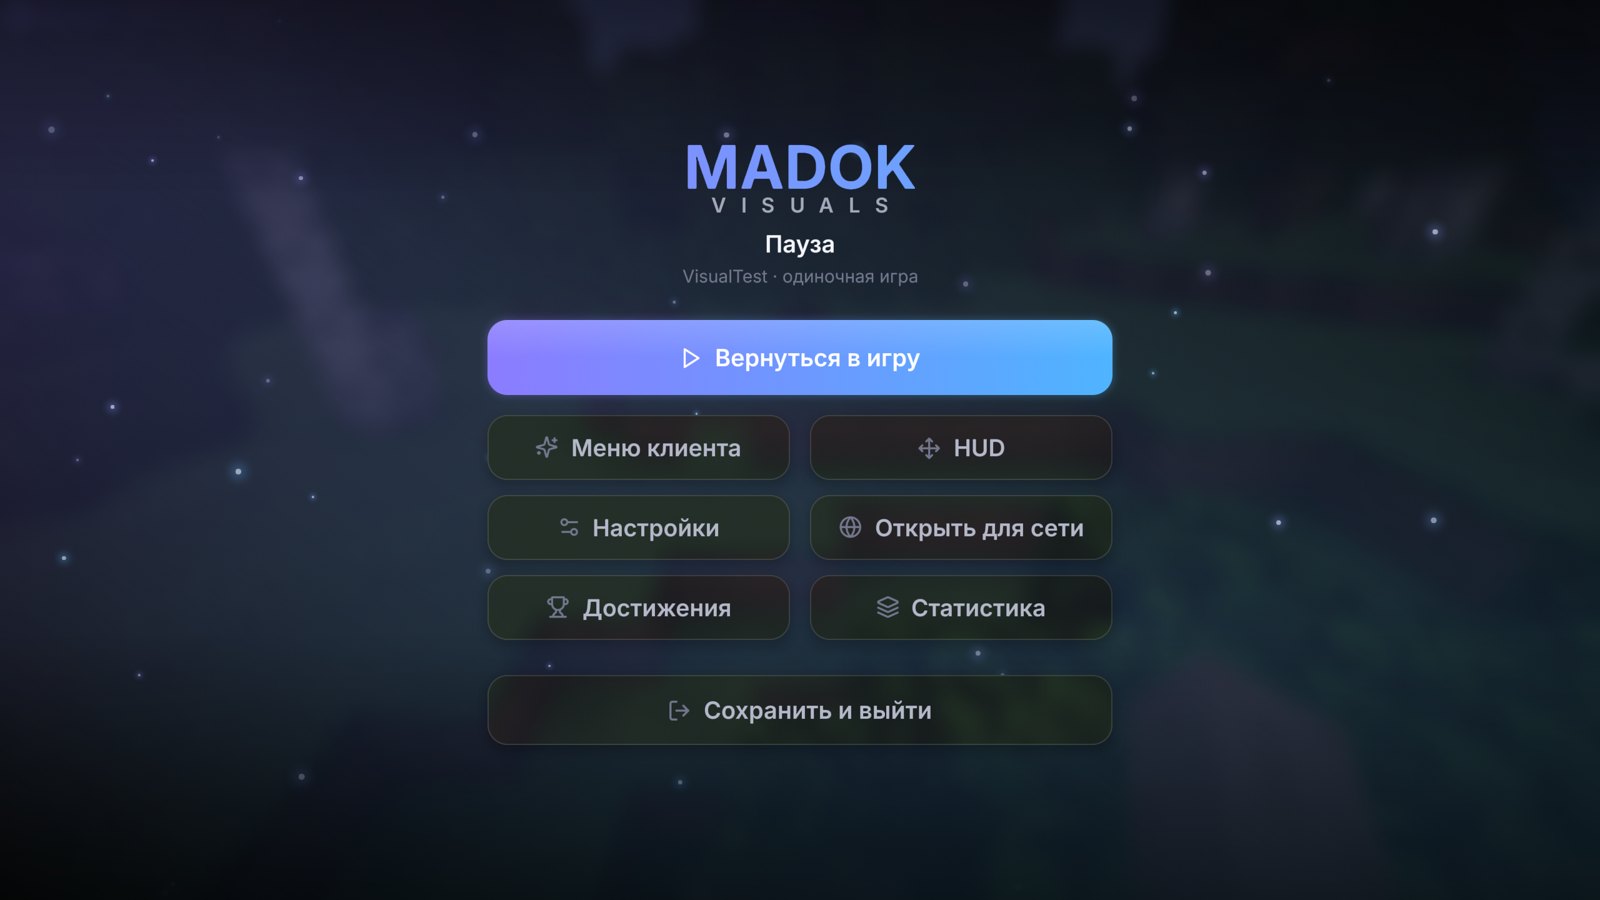 MADOK
VISUALS
Пауза
VisualTest · одиночная игра
Вернуться в игру
Меню клиента
HUD
Настройки
Открыть для сети
Достижения
Статистика
Сохранить и выйти